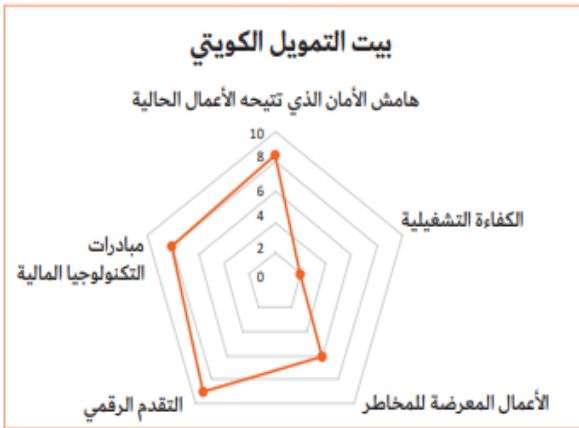 بيت التمويل الكويتي
هامش الأمان الذي تتيحه الأعمال الحالية
10
8
6
4
2
0
الكفاءة التشغيلية
مبادرات
التكنولوجيا المالية
الأعمال المعرضة للمخاطر
التقدم الرقمي